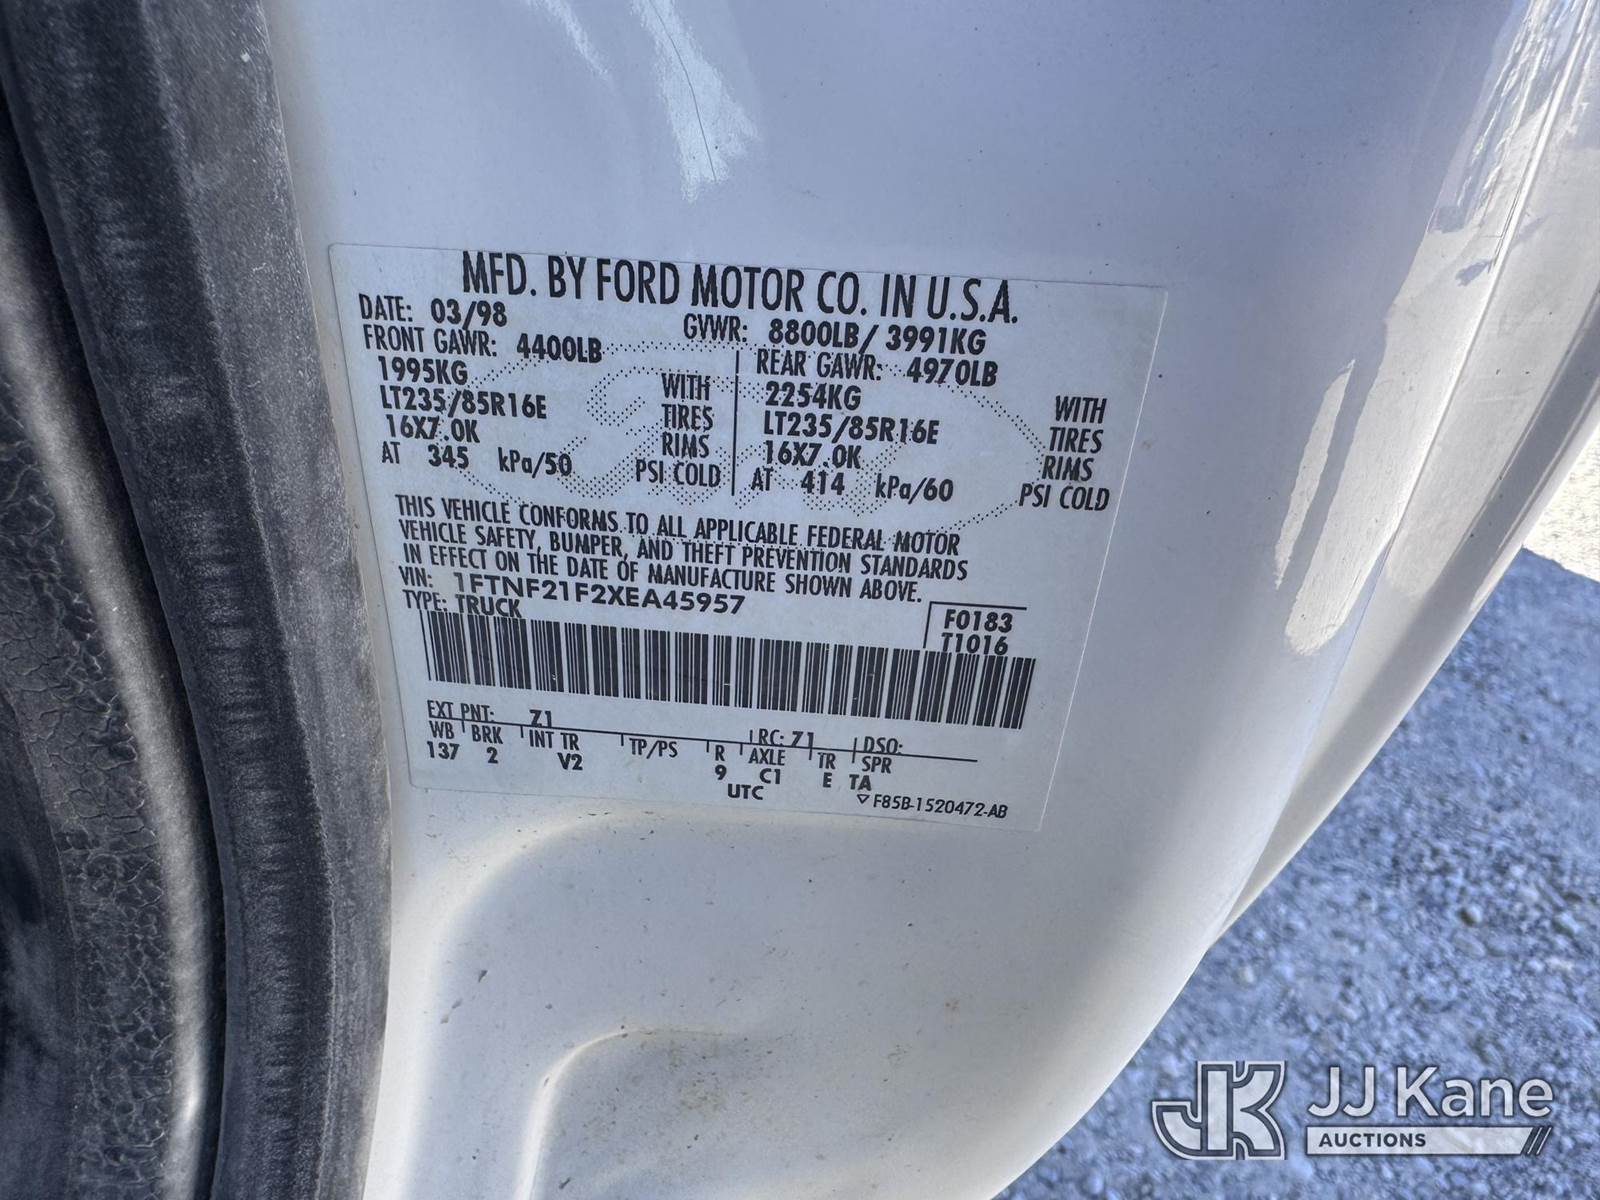 MFD. BY FORD MOTOR CO. IN U.S.A.
DATE: 03/98 GVWR: 8800LB/ 3991KG
FRONT GAWR: 4400LB REAR GAWR: 4970LB
1995KG WITH 2254KG WITH
LT235/85R16E TIRES LT235/85R16E TIRES
16X7.0K RIMS 16X7.0K RIMS
AT 345 kPa/50 PSI COLD AT 414 kPa/60 PSI COLD
THIS VEHICLE CONFORMS TO ALL APPLICABLE FEDERAL MOTOR
VEHICLE SAFETY, BUMPER, AND THEFT PREVENTION STANDARDS
IN EFFECT ON THE DATE OF MANUFACTURE SHOWN ABOVE.
VIN: 1FTNF21F2XEA45957
TYPE: TRUCK F0183
T1016
EXT PNT: Z1 RC: Z1 DSO:
WB BRK INT TR TP/PS R AXLE TR SPR
137 2 V2 9 C1 E TA
UTC
F85B-1520472-AB
JK JJ Kane
AUCTIONS